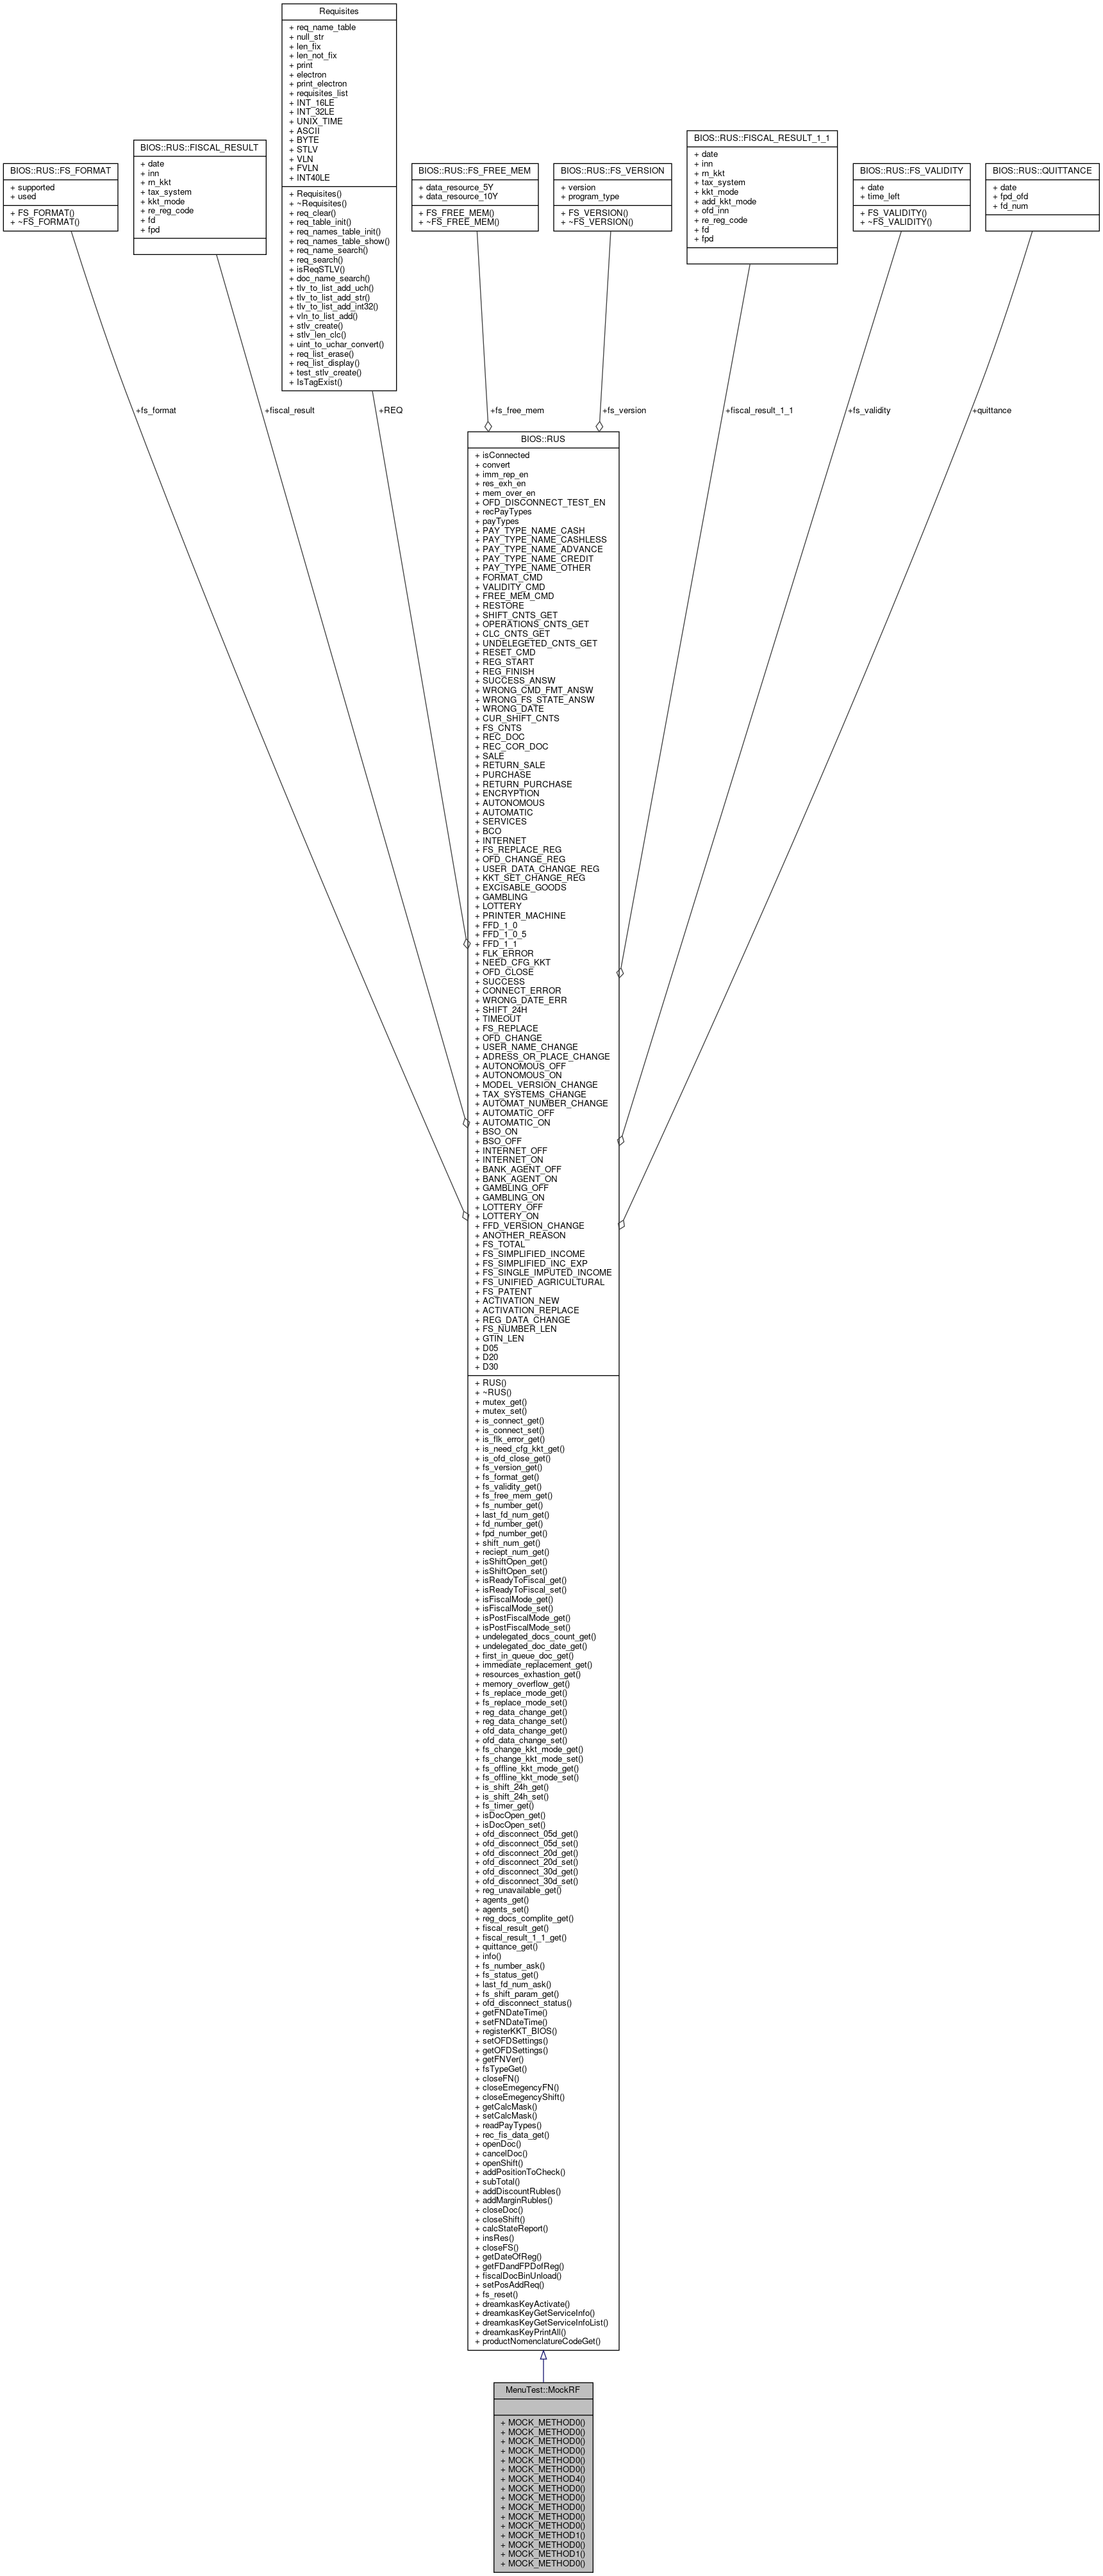 Requisites
+ req_name_table
+ null_str
+ len_fix
+ len_not_fix
+ print
+ electron
+ print_electron
+ requisites_list
+ INT_16LE
+ INT_32LE
+ UNIX_TIME
+ ASCII
+ BYTE
+ STLV
+ VLN
+ FVLN
+ INT40LE
+ Requisites()
+ ~Requisites()
+ req_clear()
+ req_table_init()
+ req_names_table_init()
+ req_names_table_show()
+ req_name_search()
+ req_search()
+ isReqSTLV()
+ doc_name_search()
+ tlv_to_list_add_uch()
+ tlv_to_list_add_str()
+ tlv_to_list_add_int32()
+ vln_to_list_add()
+ stlv_create()
+ stlv_len_clc()
+ uint_to_uchar_convert()
+ req_list_erase()
+ req_list_display()
+ test_stlv_create()
+ IsTagExist()
BIOS::RUS::FS_FORMAT
+ supported
+ used
+ FS_FORMAT()
+ ~FS_FORMAT()
BIOS::RUS::FISCAL_RESULT
+ date
+ inn
+ rn_kkt
+ tax_system
+ kkt_mode
+ re_reg_code
+ fd
+ fpd
BIOS::RUS::FS_FREE_MEM
+ data_resource_5Y
+ data_resource_10Y
+ FS_FREE_MEM()
+ ~FS_FREE_MEM()
BIOS::RUS::FS_VERSION
+ version
+ program_type
+ FS_VERSION()
+ ~FS_VERSION()
BIOS::RUS::FISCAL_RESULT_1_1
+ date
+ inn
+ rn_kkt
+ tax_system
+ kkt_mode
+ add_kkt_mode
+ ofd_inn
+ re_reg_code
+ fd
+ fpd
BIOS::RUS::FS_VALIDITY
+ date
+ time_left
+ FS_VALIDITY()
+ ~FS_VALIDITY()
BIOS::RUS::QUITTANCE
+ date
+ fpd_ofd
+ fd_num
+fs_format
+fiscal_result
+REQ
+fs_free_mem
+fs_version
+fiscal_result_1_1
+fs_validity
+quittance
BIOS::RUS
+ isConnected
+ convert
+ imm_rep_en
+ res_exh_en
+ mem_over_en
+ OFD_DISCONNECT_TEST_EN
+ recPayTypes
+ payTypes
+ PAY_TYPE_NAME_CASH
+ PAY_TYPE_NAME_CASHLESS
+ PAY_TYPE_NAME_ADVANCE
+ PAY_TYPE_NAME_CREDIT
+ PAY_TYPE_NAME_OTHER
+ FORMAT_CMD
+ VALIDITY_CMD
+ FREE_MEM_CMD
+ RESTORE
+ SHIFT_CNTS_GET
+ OPERATIONS_CNTS_GET
+ CLC_CNTS_GET
+ UNDELEGETED_CNTS_GET
+ RESET_CMD
+ REG_START
+ REG_FINISH
+ SUCCESS_ANSW
+ WRONG_CMD_FMT_ANSW
+ WRONG_FS_STATE_ANSW
+ WRONG_DATE
+ CUR_SHIFT_CNTS
+ FS_CNTS
+ REC_DOC
+ REC_COR_DOC
+ SALE
+ RETURN_SALE
+ PURCHASE
+ RETURN_PURCHASE
+ ENCRYPTION
+ AUTONOMOUS
+ AUTOMATIC
+ SERVICES
+ BCO
+ INTERNET
+ FS_REPLACE_REG
+ OFD_CHANGE_REG
+ USER_DATA_CHANGE_REG
+ KKT_SET_CHANGE_REG
+ EXCISABLE_GOODS
+ GAMBLING
+ LOTTERY
+ PRINTER_MACHINE
+ FFD_1_0
+ FFD_1_0_5
+ FFD_1_1
+ FLK_ERROR
+ NEED_CFG_KKT
+ OFD_CLOSE
+ SUCCESS
+ CONNECT_ERROR
+ WRONG_DATE_ERR
+ SHIFT_24H
+ TIMEOUT
+ FS_REPLACE
+ OFD_CHANGE
+ USER_NAME_CHANGE
+ ADRESS_OR_PLACE_CHANGE
+ AUTONOMOUS_OFF
+ AUTONOMOUS_ON
+ MODEL_VERSION_CHANGE
+ TAX_SYSTEMS_CHANGE
+ AUTOMAT_NUMBER_CHANGE
+ AUTOMATIC_OFF
+ AUTOMATIC_ON
+ BSO_ON
+ BSO_OFF
+ INTERNET_OFF
+ INTERNET_ON
+ BANK_AGENT_OFF
+ BANK_AGENT_ON
+ GAMBLING_OFF
+ GAMBLING_ON
+ LOTTERY_OFF
+ LOTTERY_ON
+ FFD_VERSION_CHANGE
+ ANOTHER_REASON
+ FS_TOTAL
+ FS_SIMPLIFIED_INCOME
+ FS_SIMPLIFIED_INC_EXP
+ FS_SINGLE_IMPUTED_INCOME
+ FS_UNIFIED_AGRICULTURAL
+ FS_PATENT
+ ACTIVATION_NEW
+ ACTIVATION_REPLACE
+ REG_DATA_CHANGE
+ FS_NUMBER_LEN
+ GTIN_LEN
+ D05
+ D20
+ D30
+ RUS()
+ ~RUS()
+ mutex_get()
+ mutex_set()
+ is_connect_get()
+ is_connect_set()
+ is_flk_error_get()
+ is_need_cfg_kkt_get()
+ is_ofd_close_get()
+ fs_version_get()
+ fs_format_get()
+ fs_validity_get()
+ fs_free_mem_get()
+ fs_number_get()
+ last_fd_num_get()
+ fd_number_get()
+ fpd_number_get()
+ shift_num_get()
+ reciept_num_get()
+ isShiftOpen_get()
+ isShiftOpen_set()
+ isReadyToFiscal_get()
+ isReadyToFiscal_set()
+ isFiscalMode_get()
+ isFiscalMode_set()
+ isPostFiscalMode_get()
+ isPostFiscalMode_set()
+ undelegated_docs_count_get()
+ undelegated_doc_date_get()
+ first_in_queue_doc_get()
+ immediate_replacement_get()
+ resources_exhastion_get()
+ memory_overflow_get()
+ fs_replace_mode_get()
+ fs_replace_mode_set()
+ reg_data_change_get()
+ reg_data_change_set()
+ ofd_data_change_get()
+ ofd_data_change_set()
+ fs_change_kkt_mode_get()
+ fs_change_kkt_mode_set()
+ fs_offline_kkt_mode_get()
+ fs_offline_kkt_mode_set()
+ is_shift_24h_get()
+ is_shift_24h_set()
+ fs_timer_get()
+ isDocOpen_get()
+ isDocOpen_set()
+ ofd_disconnect_05d_get()
+ ofd_disconnect_05d_set()
+ ofd_disconnect_20d_get()
+ ofd_disconnect_20d_set()
+ ofd_disconnect_30d_get()
+ ofd_disconnect_30d_set()
+ reg_unavailable_get()
+ agents_get()
+ agents_set()
+ reg_docs_complite_get()
+ fiscal_result_get()
+ fiscal_result_1_1_get()
+ quittance_get()
+ info()
+ fs_number_ask()
+ fs_status_get()
+ last_fd_num_ask()
+ fs_shift_param_get()
+ ofd_disconnect_status()
+ getFNDateTime()
+ setFNDateTime()
+ registerKKT_BIOS()
+ setOFDSettings()
+ getOFDSettings()
+ getFNVer()
+ fsTypeGet()
+ closeFN()
+ closeEmegencyFN()
+ closeEmegencyShift()
+ getCalcMask()
+ setCalcMask()
+ readPayTypes()
+ rec_fis_data_get()
+ openDoc()
+ cancelDoc()
+ openShift()
+ addPositionToCheck()
+ subTotal()
+ addDiscountRubles()
+ addMarginRubles()
+ closeDoc()
+ closeShift()
+ calcStateReport()
+ insRes()
+ closeFS()
+ getDateOfReg()
+ getFDandFPDofReg()
+ fiscalDocBinUnload()
+ setPosAddReq()
+ fs_reset()
+ dreamkasKeyActivate()
+ dreamkasKeyGetServiceInfo()
+ dreamkasKeyGetServiceInfoList()
+ dreamkasKeyPrintAll()
+ productNomenclatureCodeGet()
MenuTest::MockRF
+ MOCK_METHOD0()
+ MOCK_METHOD0()
+ MOCK_METHOD0()
+ MOCK_METHOD0()
+ MOCK_METHOD0()
+ MOCK_METHOD0()
+ MOCK_METHOD4()
+ MOCK_METHOD0()
+ MOCK_METHOD0()
+ MOCK_METHOD0()
+ MOCK_METHOD0()
+ MOCK_METHOD0()
+ MOCK_METHOD1()
+ MOCK_METHOD0()
+ MOCK_METHOD1()
+ MOCK_METHOD0()